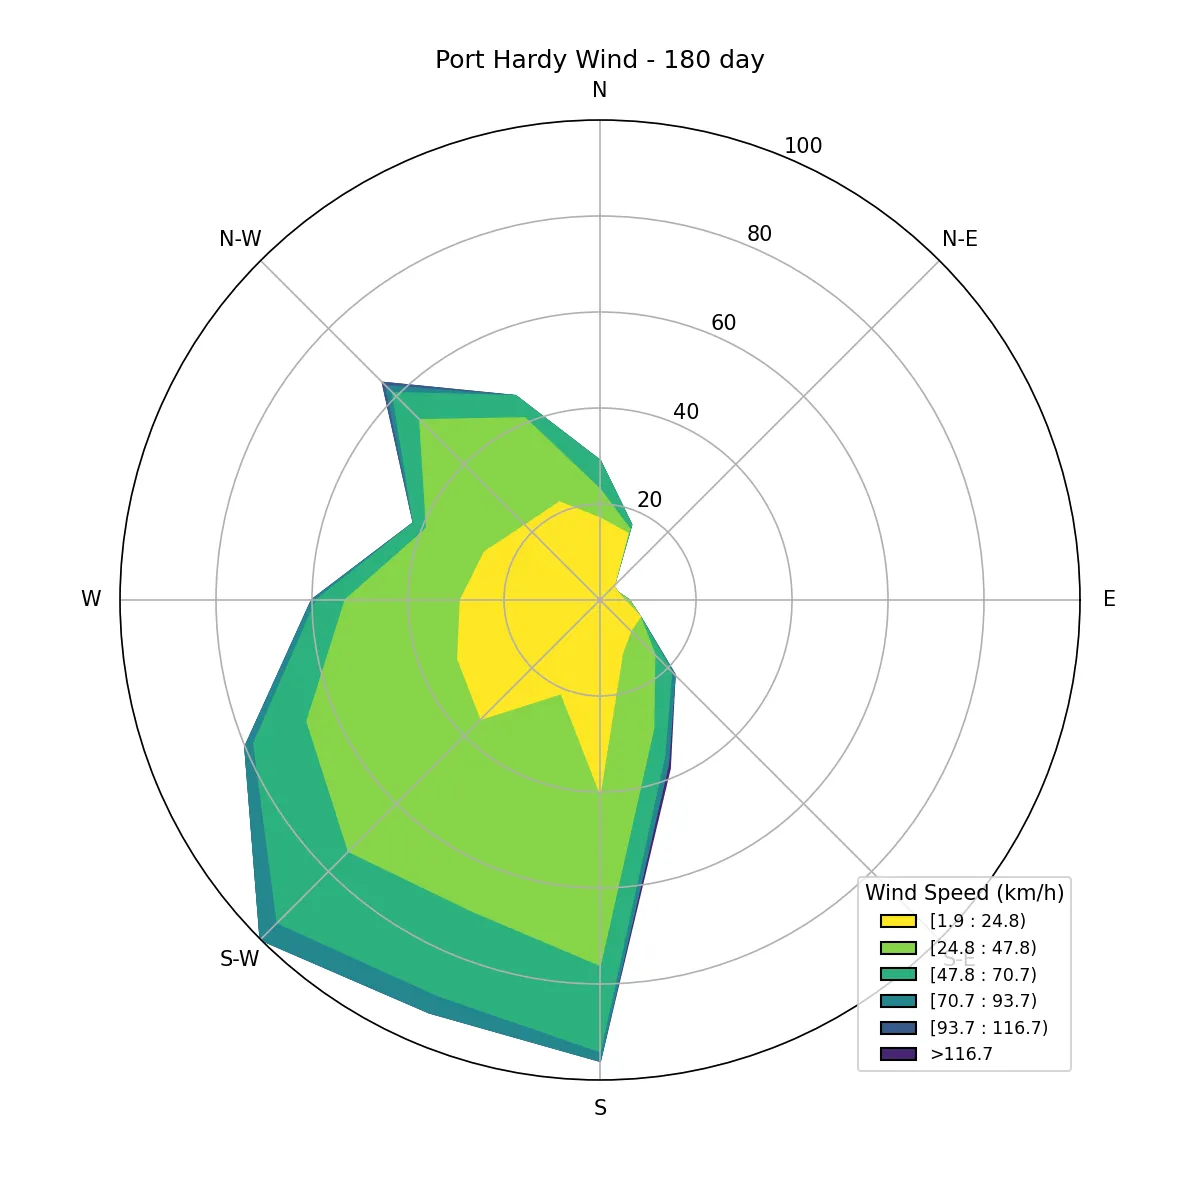 Port Hardy Wind - 180 day
N
100
N-W
80
N-E
60
40
20
W
E
S-W
S-E
S
Wind Speed (km/h)
[1.9 : 24.8)
[24.8 : 47.8)
[47.8 : 70.7)
[70.7 : 93.7)
[93.7 : 116.7)
>116.7